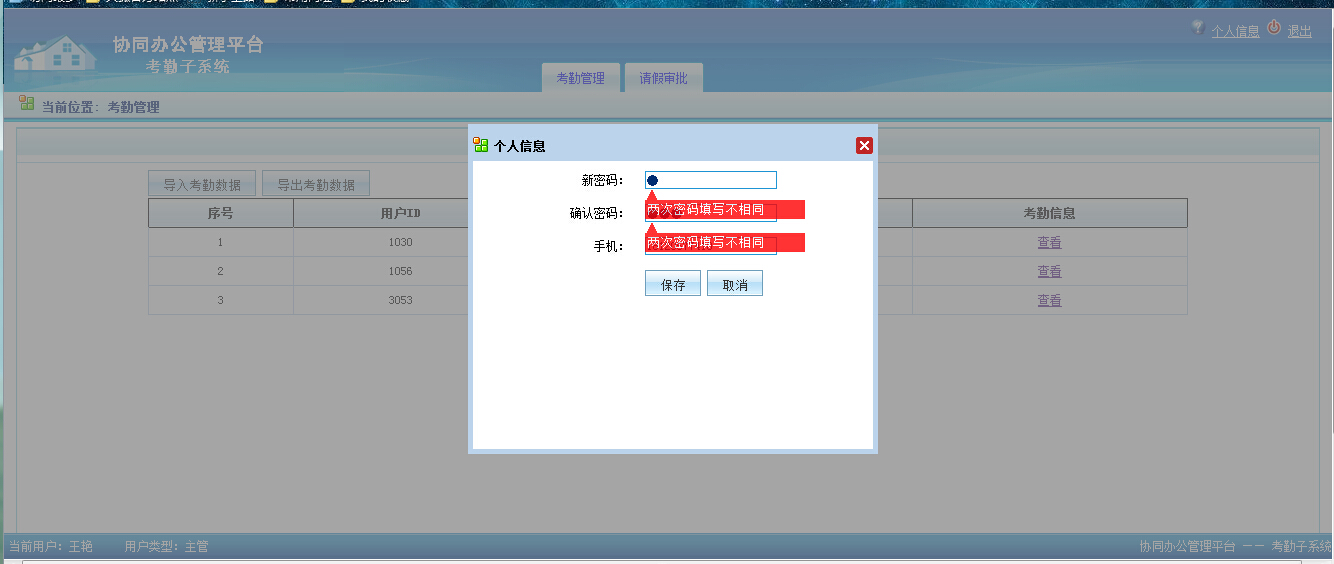 个人信息 退出
协同办公管理平台
考勤子系统
考勤管理 请假审批
当前位置: 考勤管理
个人信息
新密码:
两次密码填写不相同
确认密码:
两次密码填写不相同
手机:
保存 取消
导入考勤数据 导出考勤数据
序号 用户ID 考勤信息
1 1030 查看
2 1056 查看
3 3053 查看
当前用户: 王艳 用户类型: 主管 协同办公管理平台 —— 考勤子系统